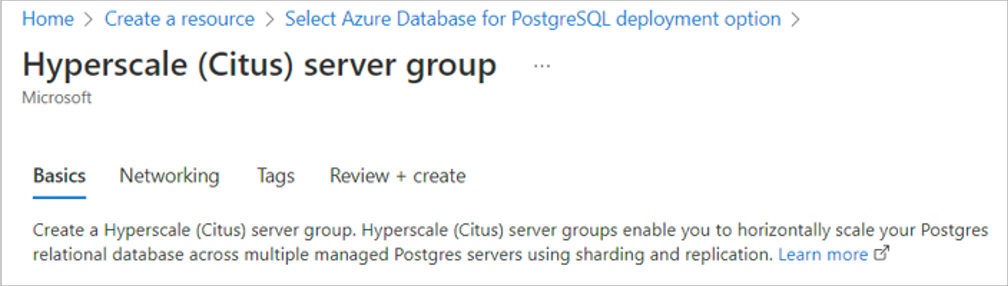 Home > Create a resource > Select Azure Database for PostgreSQL deployment option >
Hyperscale (Citus) server group ...
Microsoft
Basics Networking Tags Review + create
Create a Hyperscale (Citus) server group. Hyperscale (Citus) server groups enable you to horizontally scale your Postgres
relational database across multiple managed Postgres servers using sharding and replication. Learn more